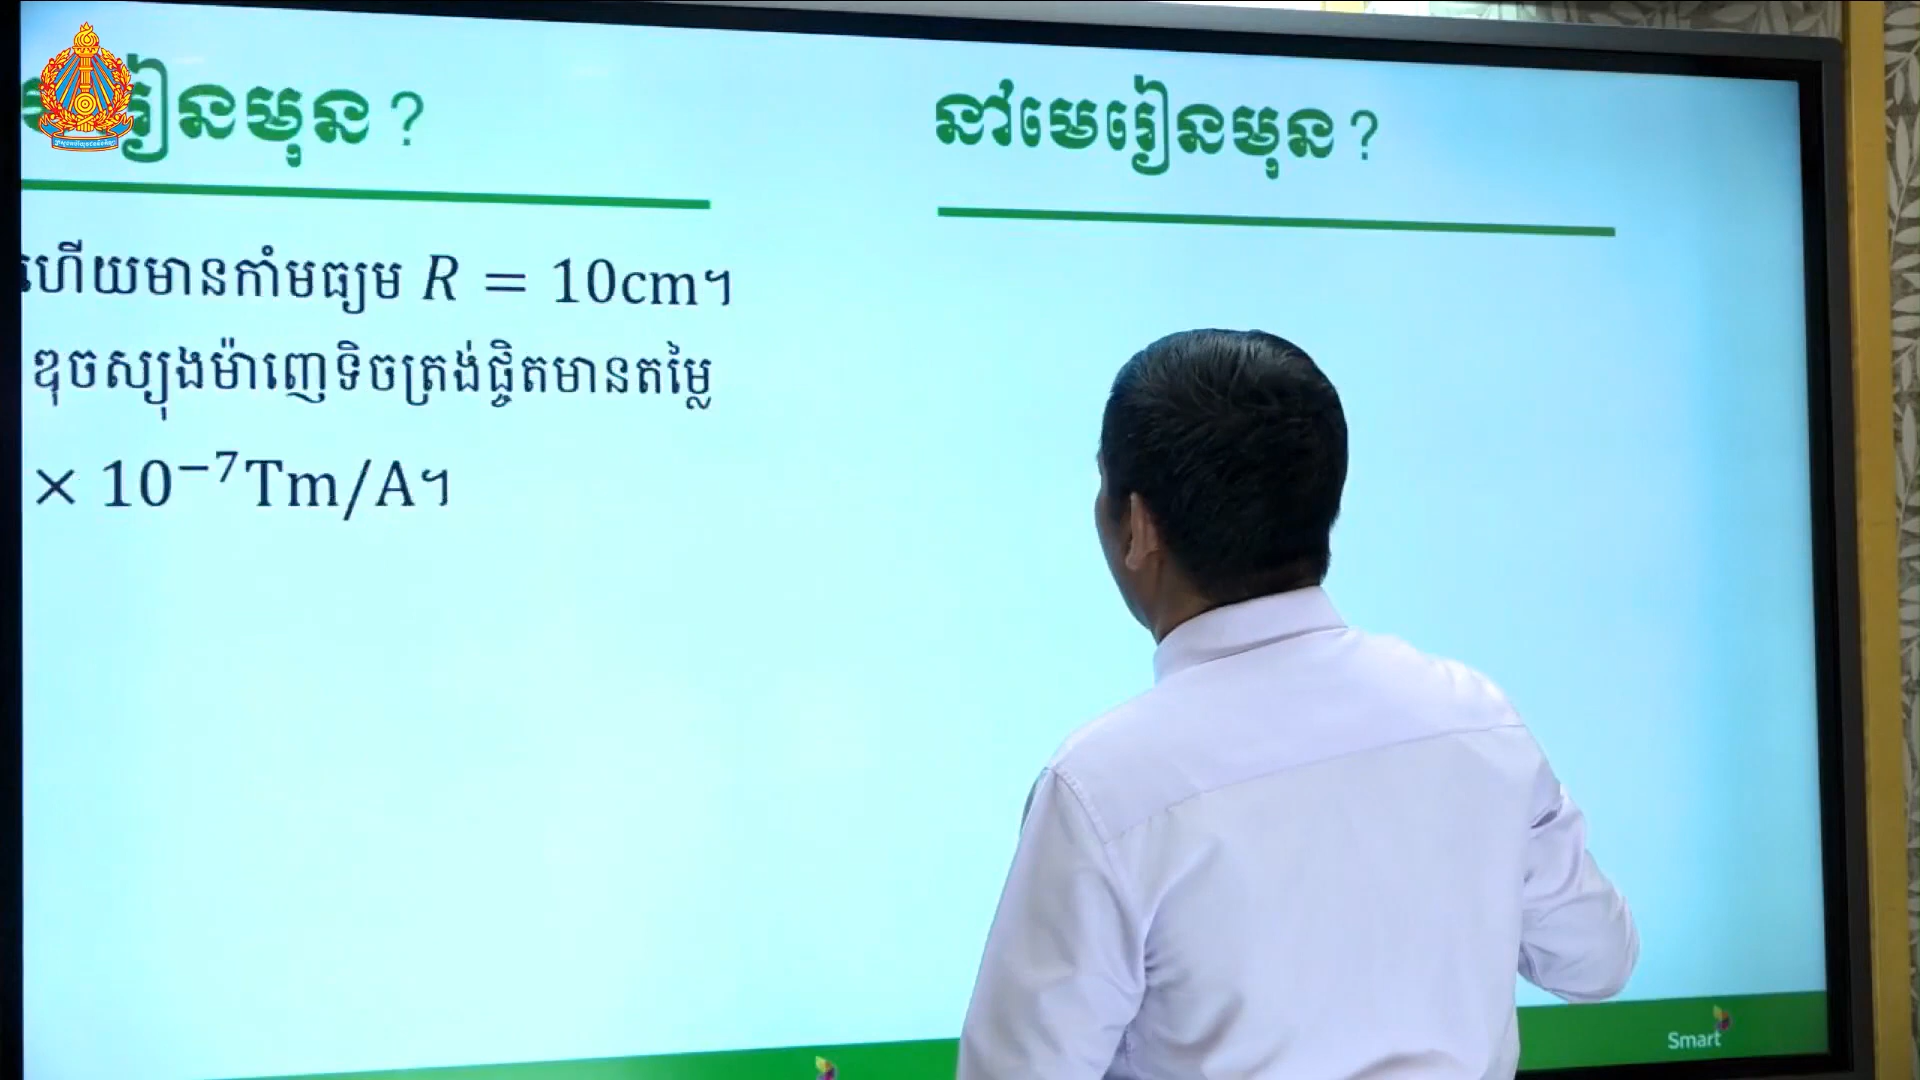 រៀនមុន ?
ហើយមានកាំមធ្យម R = 10cm។
ឌុចស្យុងម៉ាញេទិចត្រង់ផ្ចិតមានតម្លៃ
× 10⁻⁷Tm/A។
នៅមេរៀនមុន ?
Smart